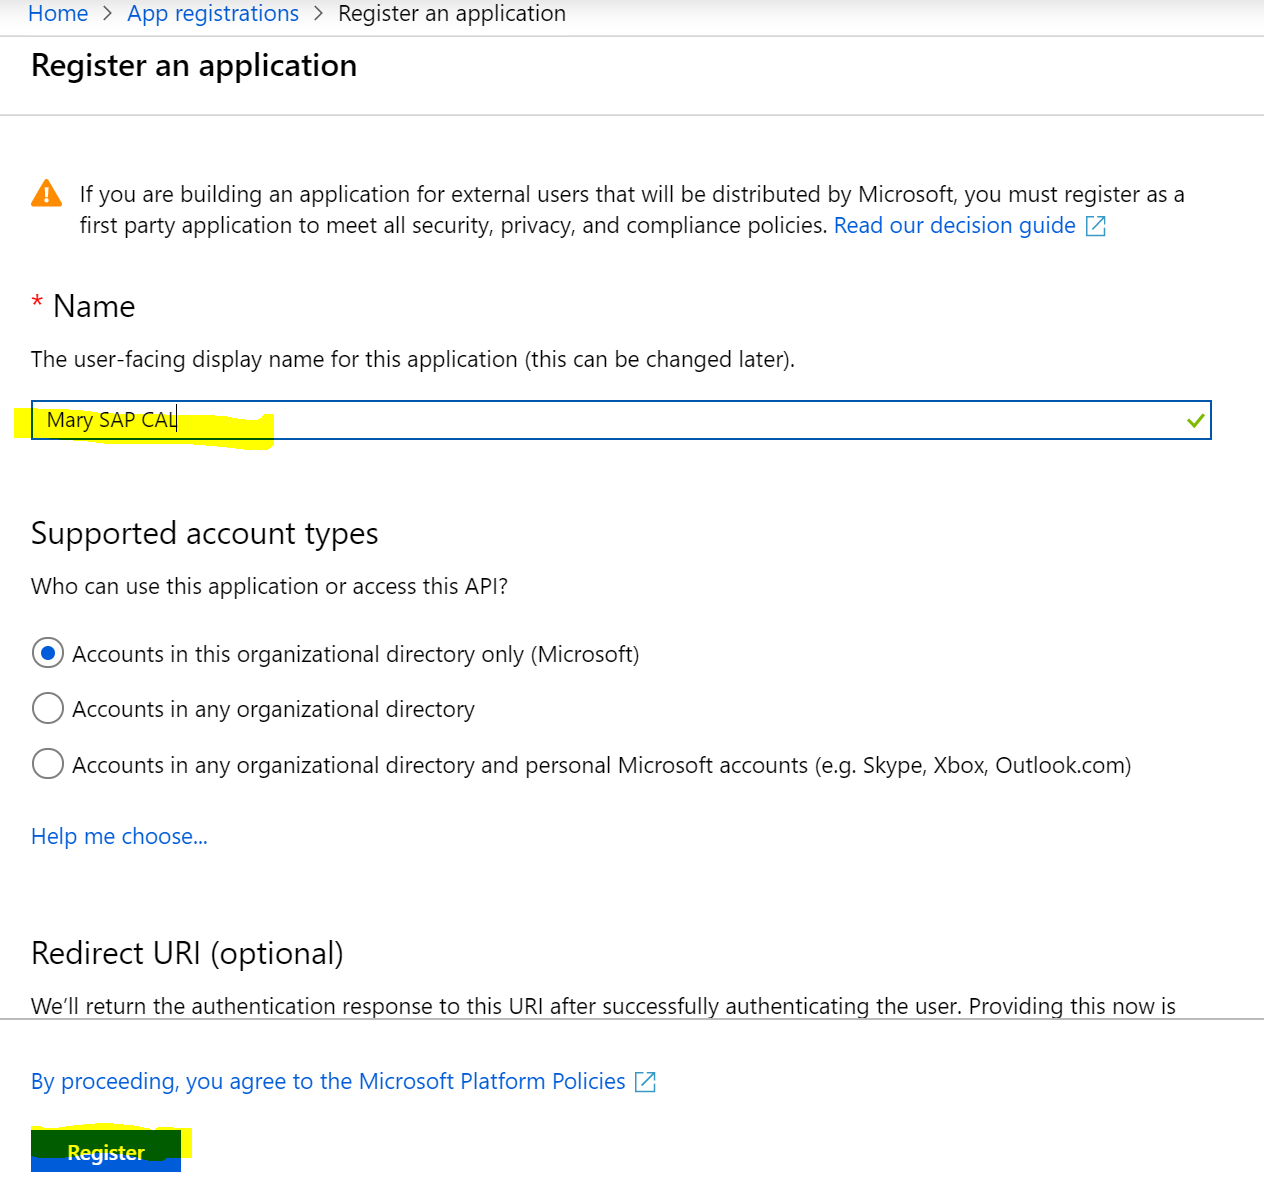 Home > App registrations > Register an application
Register an application
If you are building an application for external users that will be distributed by Microsoft, you must register as a
first party application to meet all security, privacy, and compliance policies. Read our decision guide
* Name
The user-facing display name for this application (this can be changed later).
Mary SAP CAL
Supported account types
Who can use this application or access this API?
Accounts in this organizational directory only (Microsoft)
Accounts in any organizational directory
Accounts in any organizational directory and personal Microsoft accounts (e.g. Skype, Xbox, Outlook.com)
Help me choose...
Redirect URI (optional)
We'll return the authentication response to this URI after successfully authenticating the user. Providing this now is
By proceeding, you agree to the Microsoft Platform Policies
Register